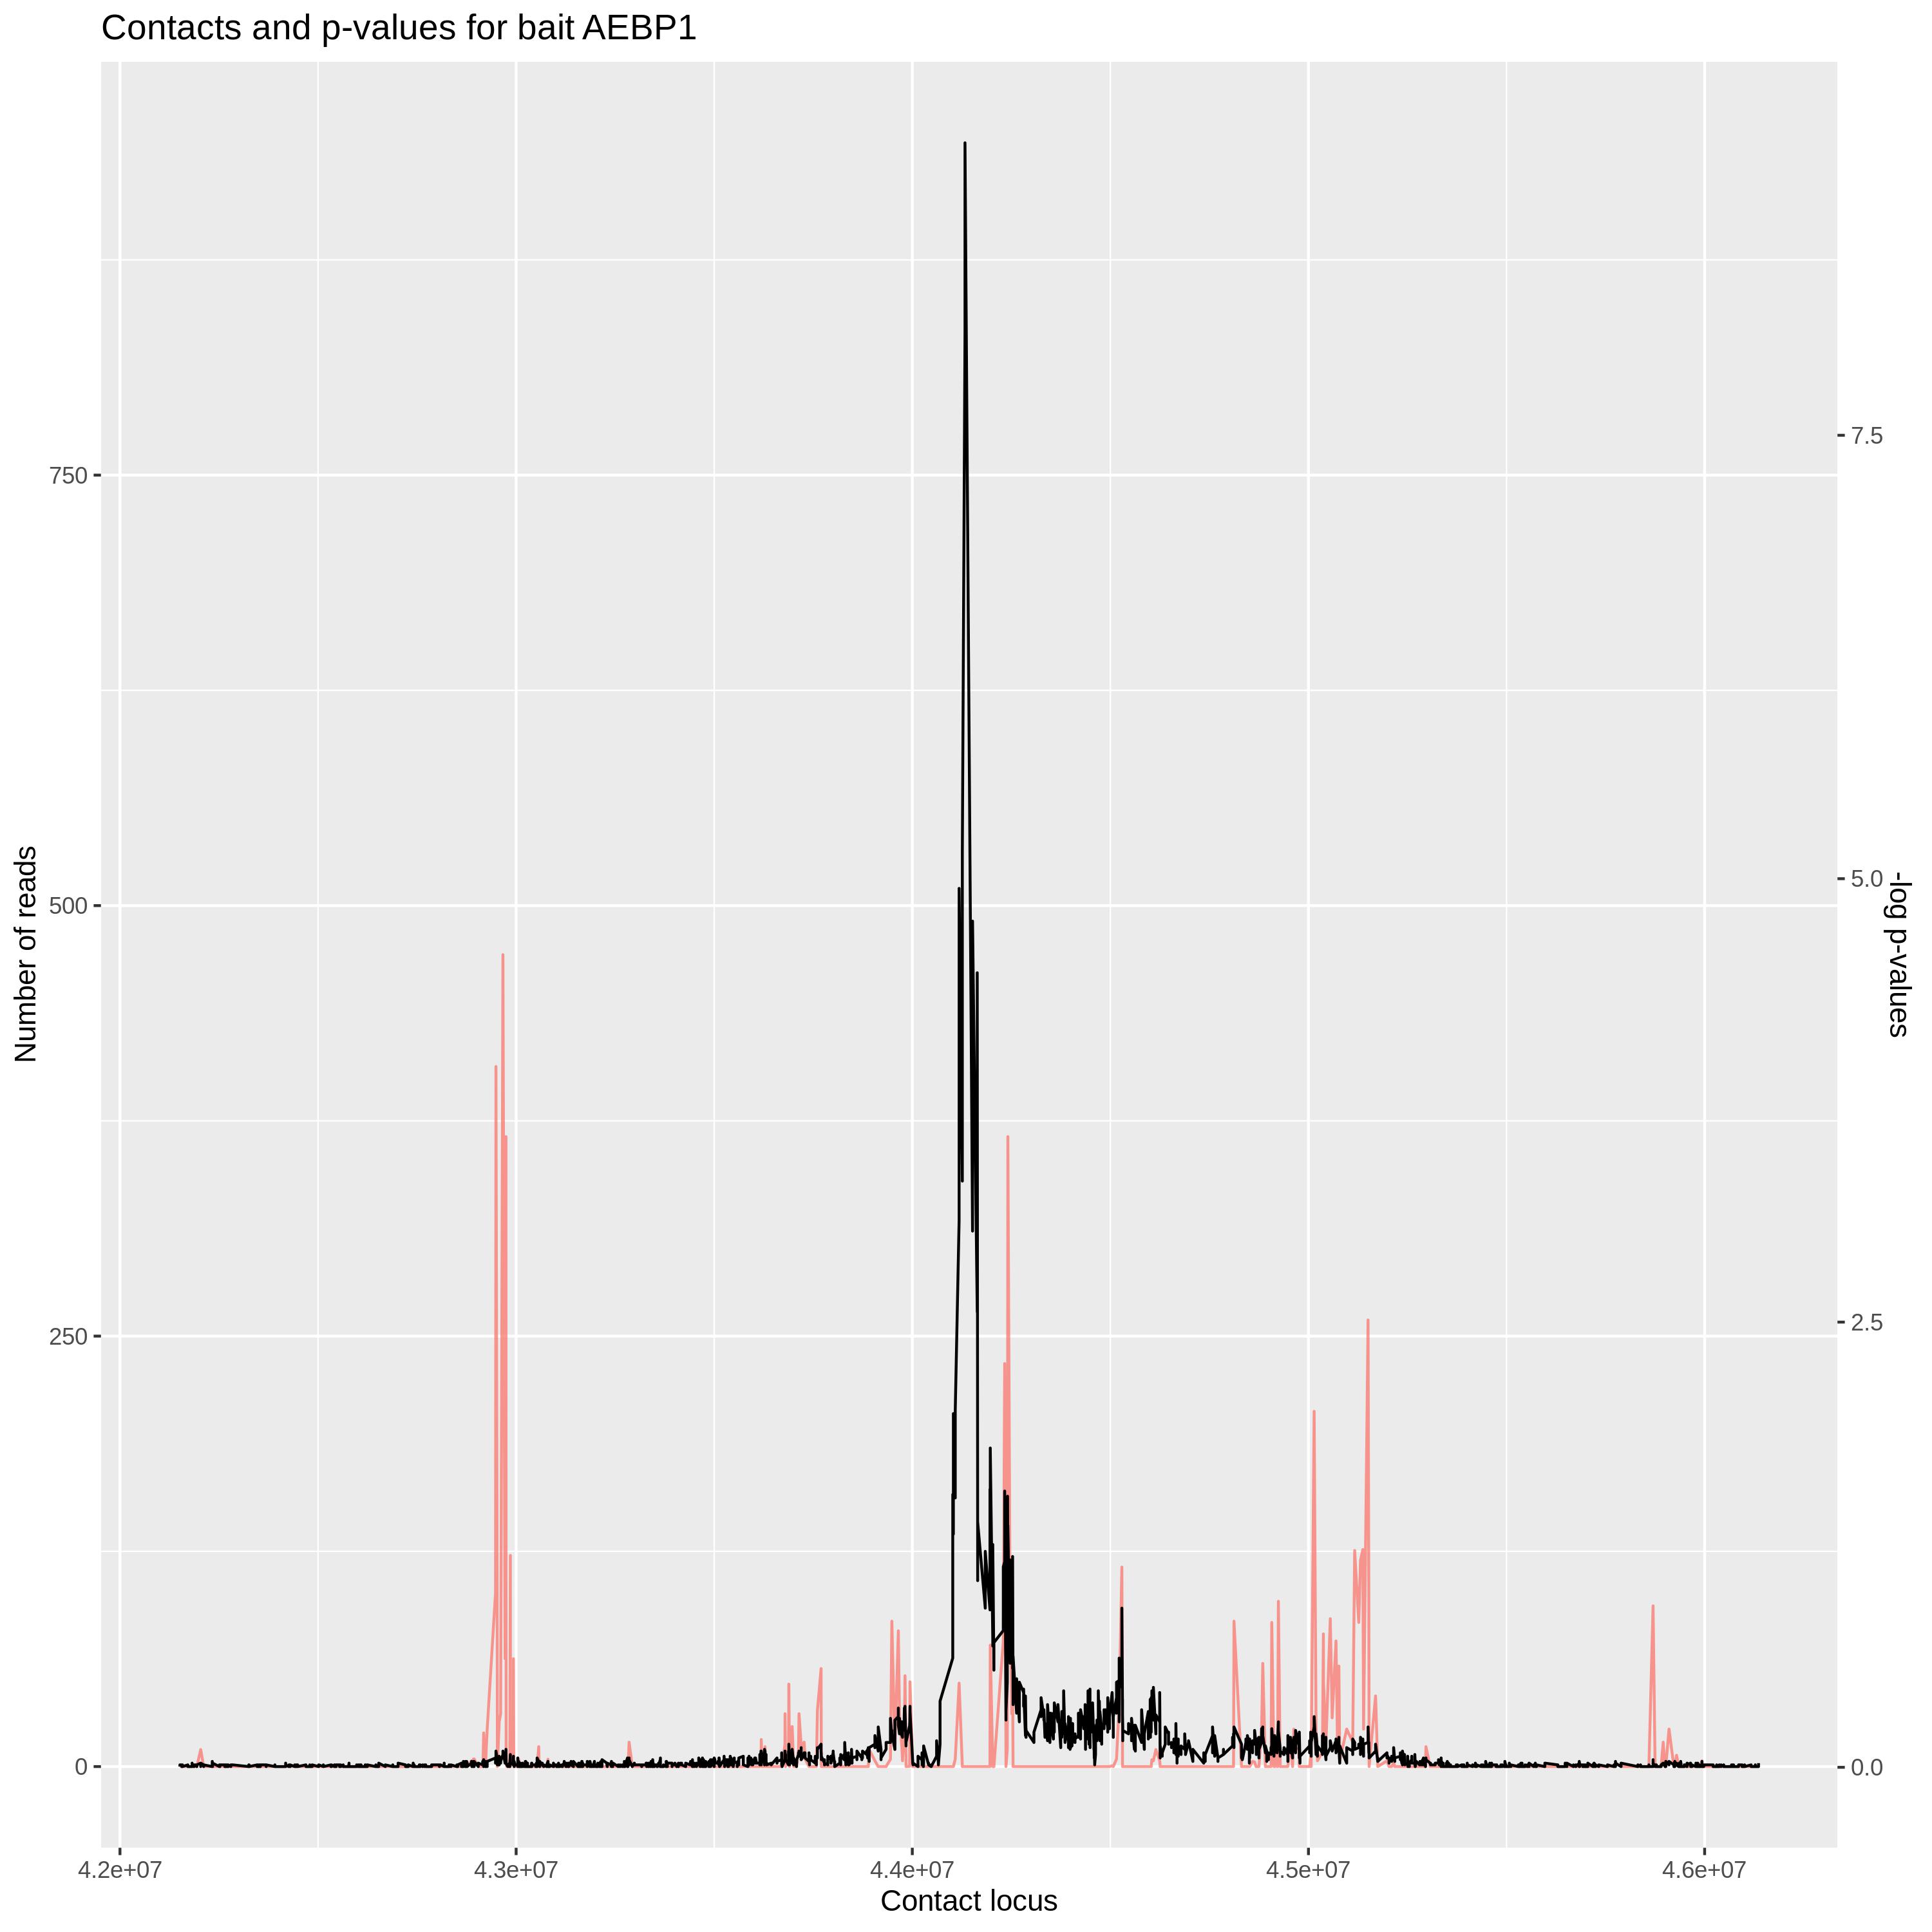 Contacts and p-values for bait AEBP1
750
500
250
0
7.5
5.0
2.5
0.0
Number of reads
-log p-values
4.2e+07
4.3e+07
4.4e+07
4.5e+07
4.6e+07
Contact locus